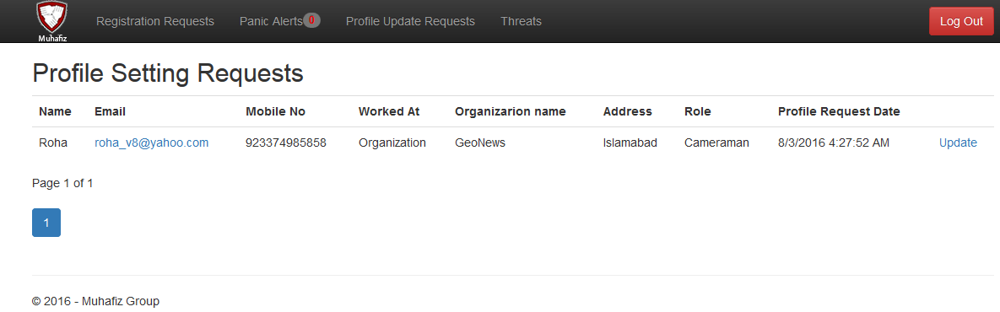 Muhafiz
Registration Requests Panic Alerts 0 Profile Update Requests Threats Log Out
Profile Setting Requests
Name Email Mobile No Worked At Organizarion name Address Role Profile Request Date
Roha roha_v8@yahoo.com 923374985858 Organization GeoNews Islamabad Cameraman 8/3/2016 4:27:52 AM Update
Page 1 of 1
1
© 2016 - Muhafiz Group